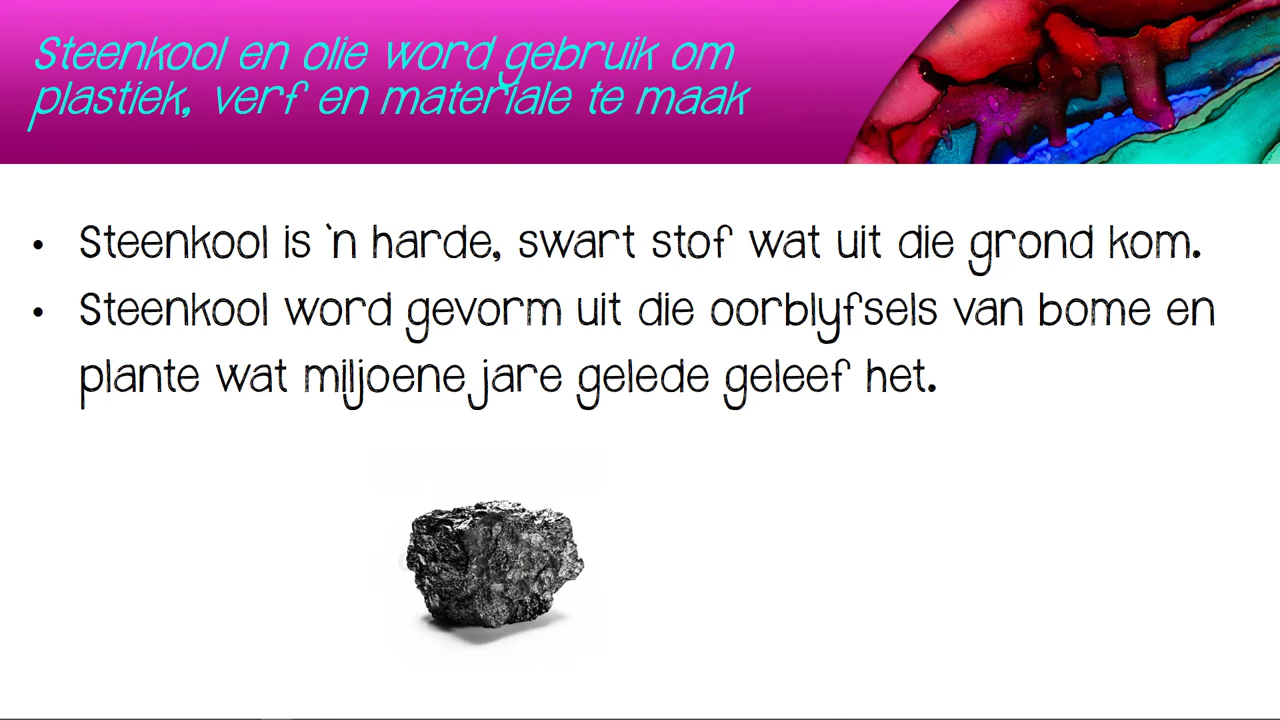 Steenkool en olie word gebruik om
plastiek, verf en materiale te maak
• Steenkool is 'n harde, swart stof wat uit die grond kom.
• Steenkool word gevorm uit die oorblyfsels van bome en
plante wat miljoene jare gelede geleef het.